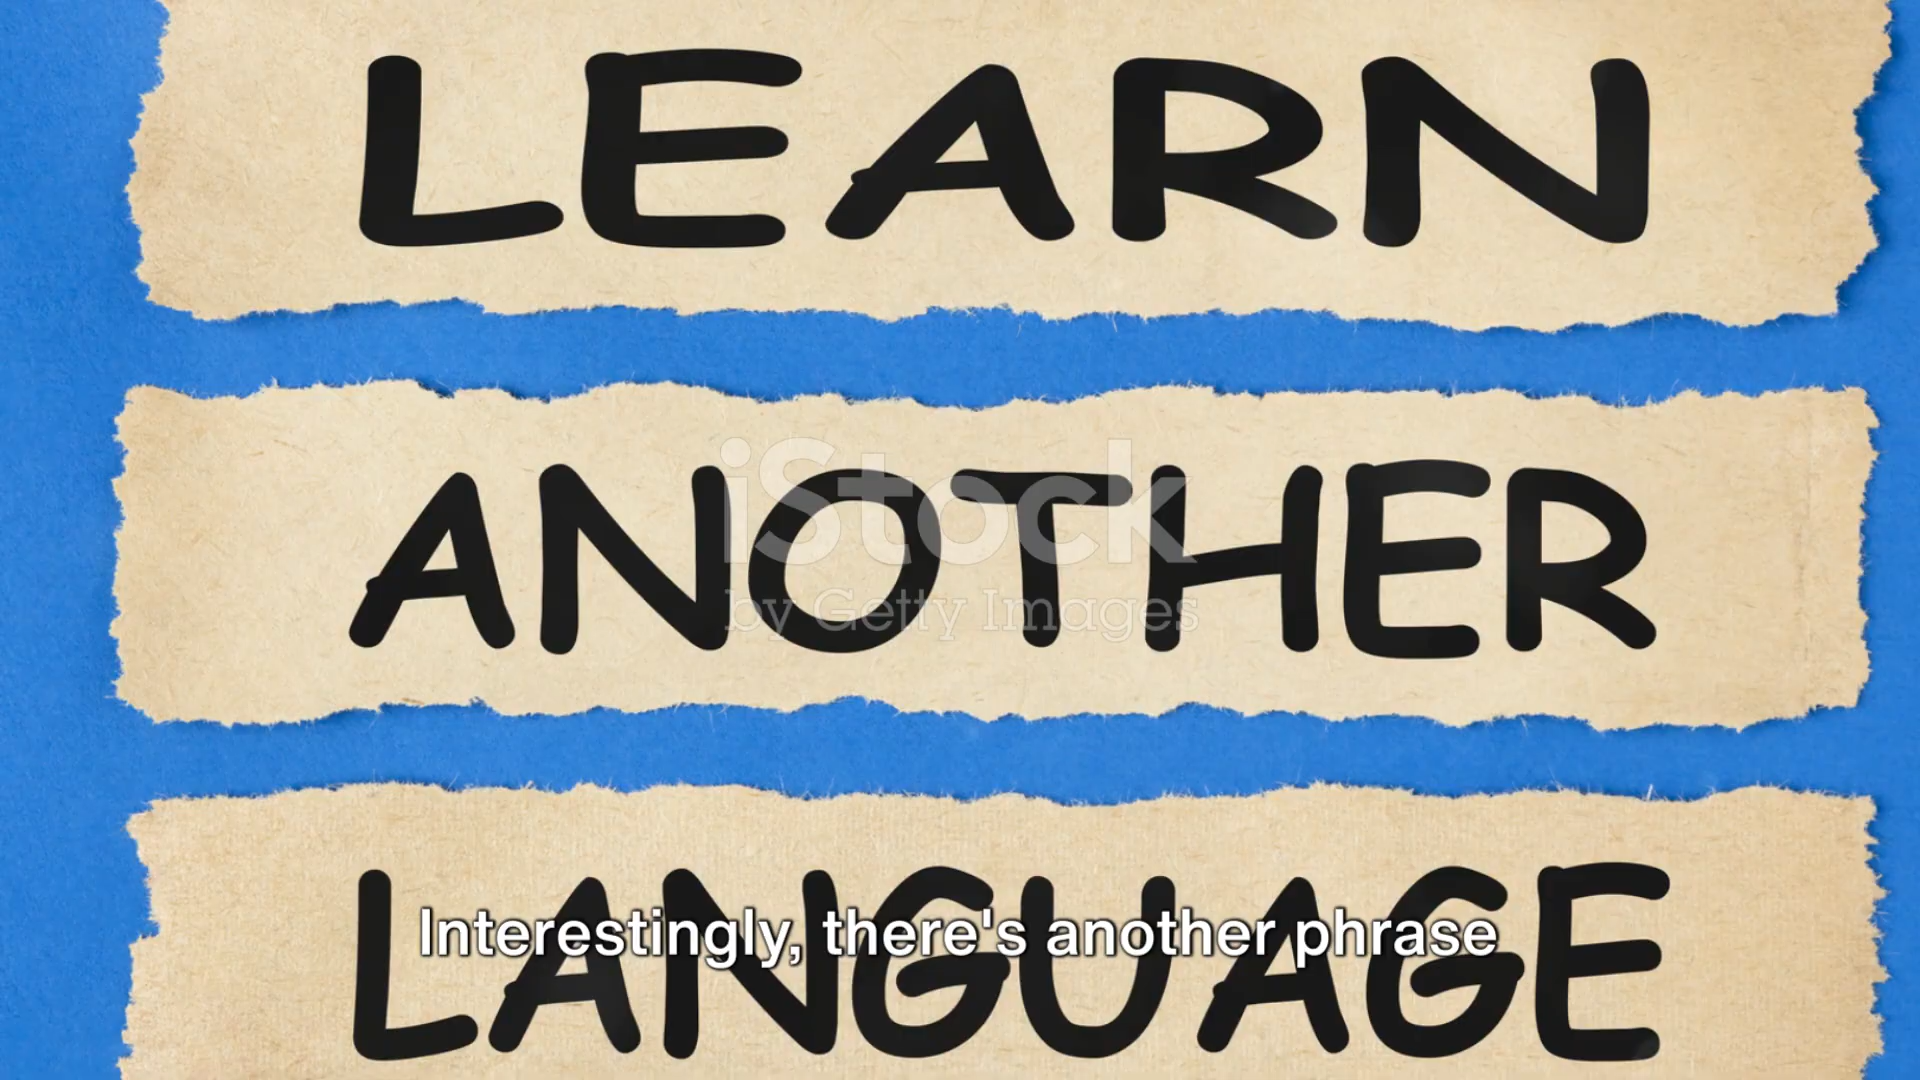 LEARN
ANOTHER
iStock
by Getty Images
LANGUAGE
Interestingly, there's another phrase